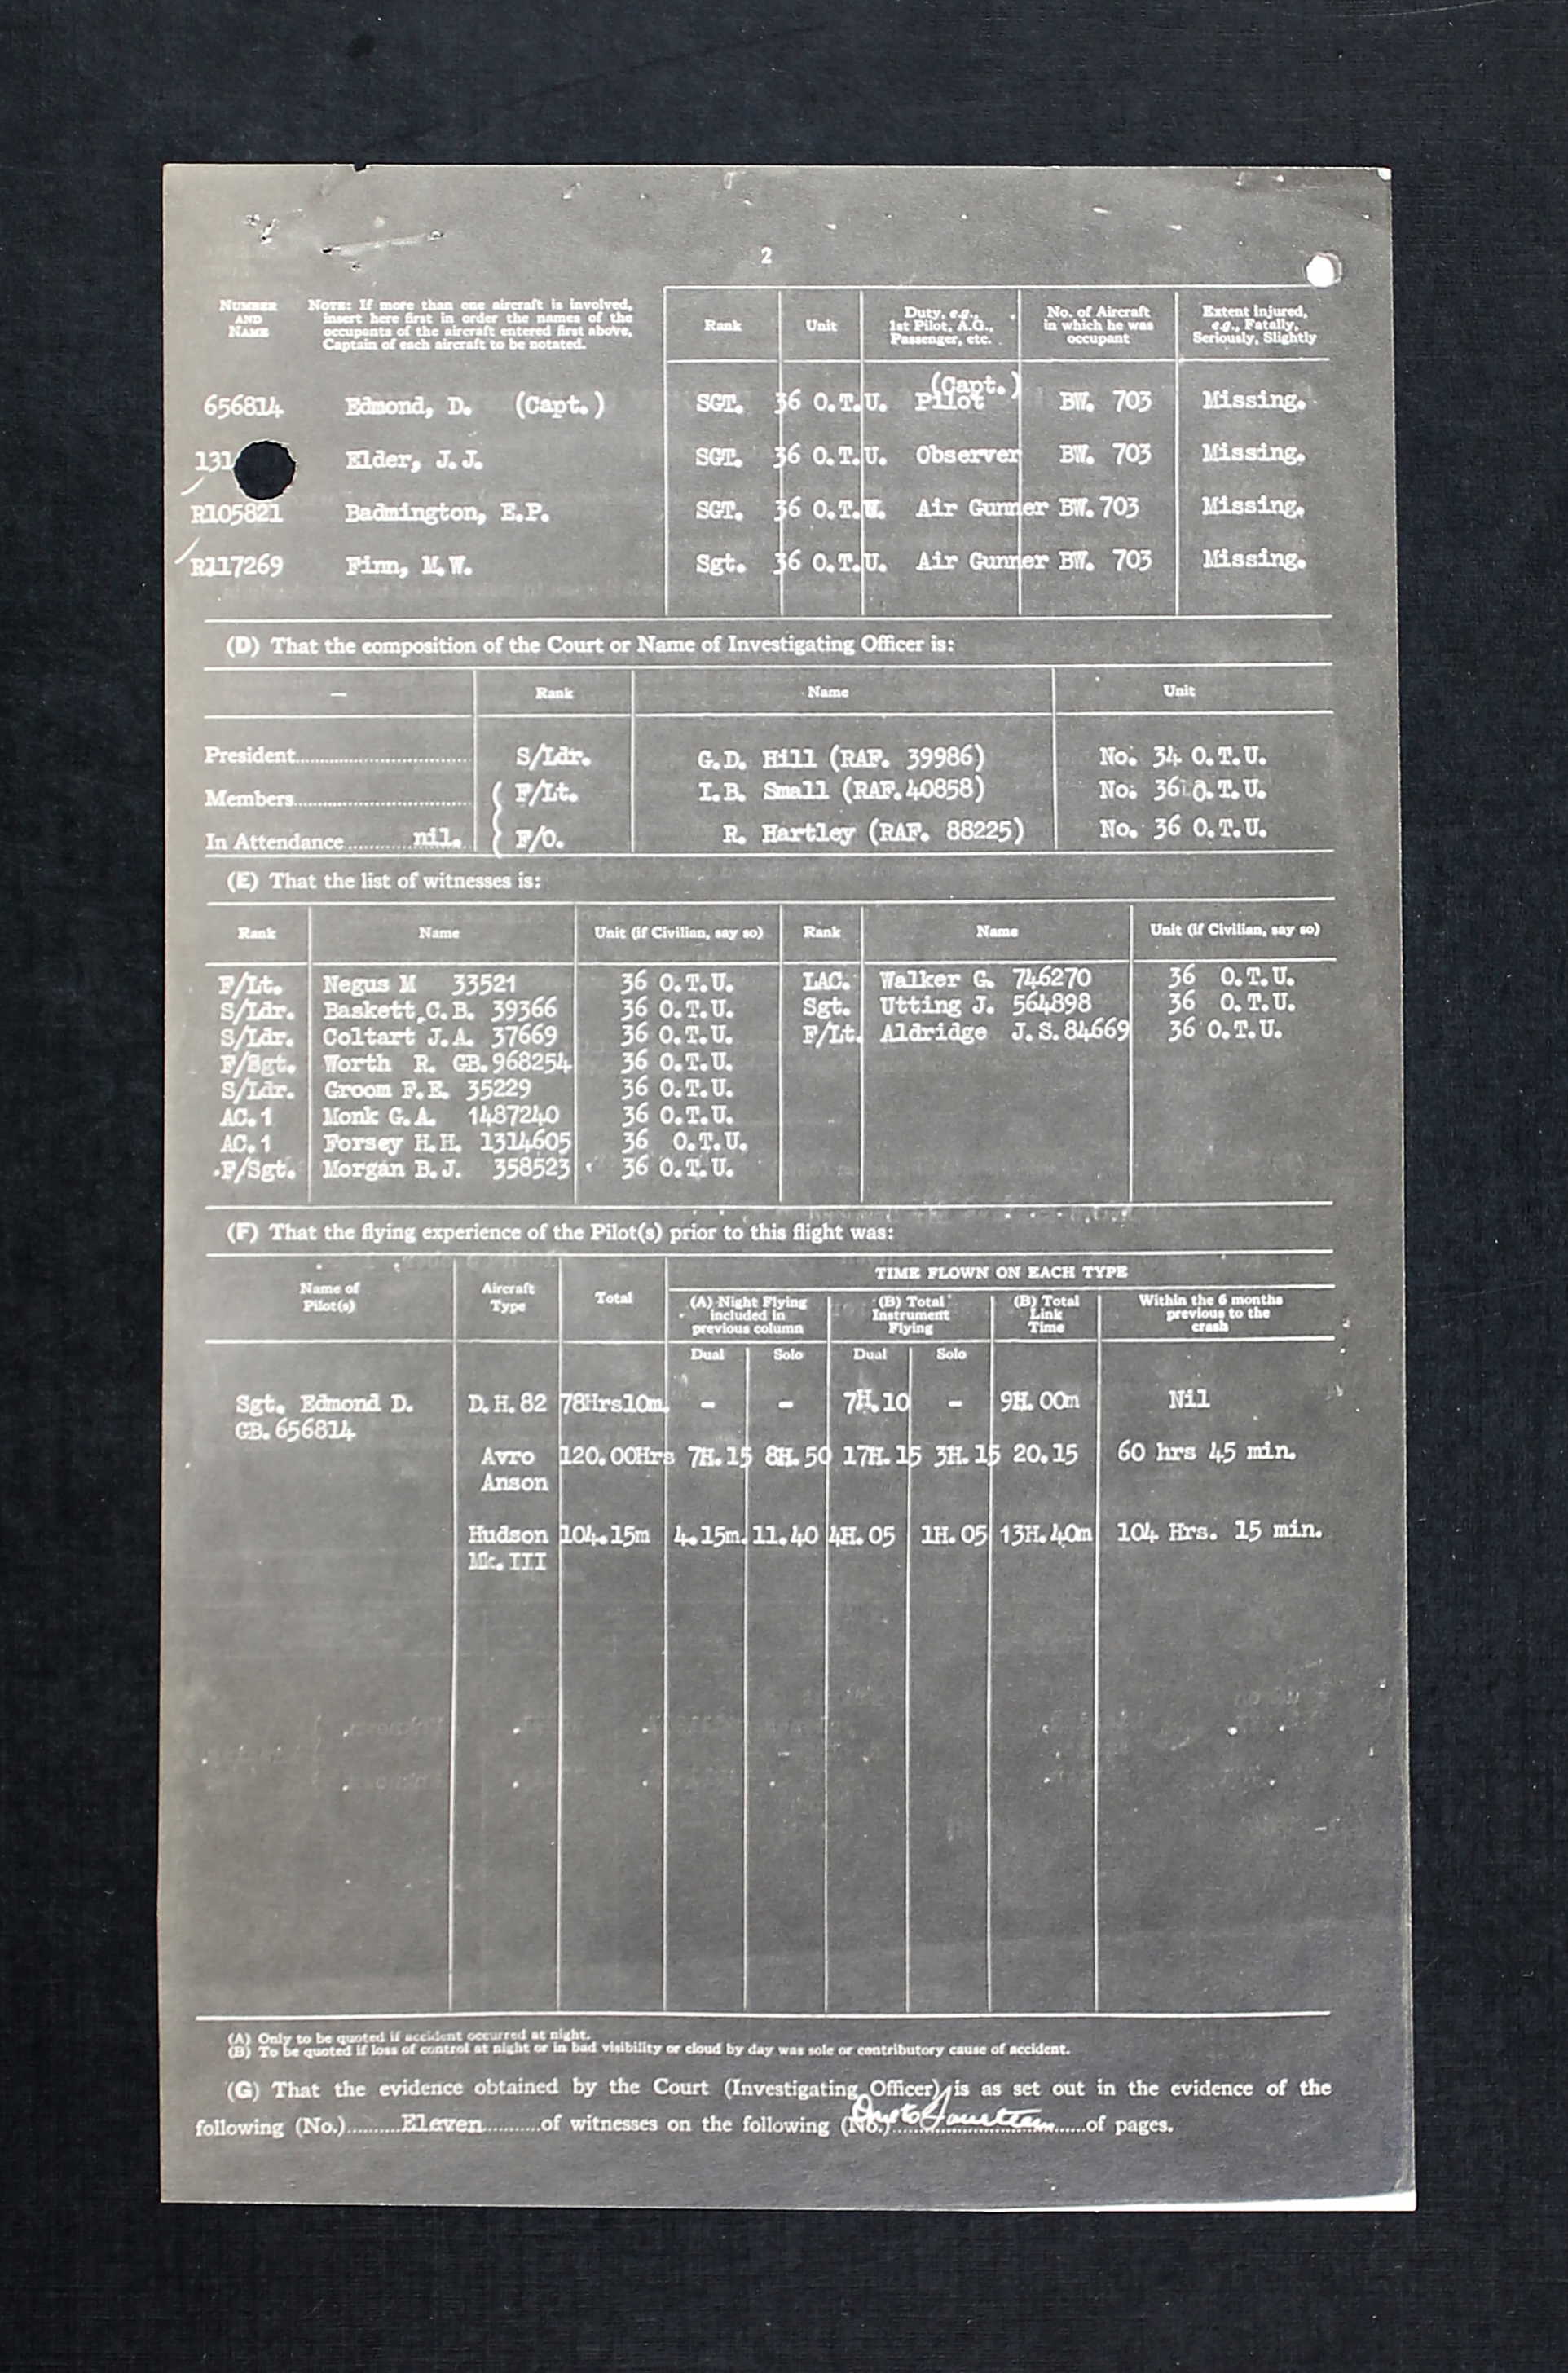 2
NUMBER AND NAME
NOTE: If more than one aircraft is involved, insert here first in order the names of the occupants of the aircraft entered first above, Captain of each aircraft to be notated.
Rank Unit Duty, e.g., 1st Pilot, A.G., Passenger, etc. No. of Aircraft in which he was occupant Extent Injured, e.g., Fatally, Seriously, Slightly
656814 Edmond, D. (Capt.) SGT. 36 O.T.U. (Capt.) Pilot BW. 703 Missing.
131 Elder, J.J. SGT. 36 O.T.U. Observer BW. 703 Missing.
R105821 Badmington, E.P. SGT. 36 O.T.U. Air Gunner BW. 703 Missing.
R117269 Finn, M.W. Sgt. 36 O.T.U. Air Gunner BW. 703 Missing.
(D) That the composition of the Court or Name of Investigating Officer is:
— Rank Name Unit
President S/Ldr. G.D. Hill (RAF. 39986) No. 34 O.T.U.
Members F/Lt. I.B. Small (RAF. 40858) No. 36 O.T.U.
In Attendance nil. F/O. R. Hartley (RAF. 88225) No. 36 O.T.U.
(E) That the list of witnesses is:
Rank Name Unit (if Civilian, say so) Rank Name Unit (if Civilian, say so)
F/Lt. Negus M 33521 36 O.T.U. LAC. Walker G. 746270 36 O.T.U.
S/Ldr. Baskett C.B. 39366 36 O.T.U. Sgt. Utting J. 564898 36 O.T.U.
S/Ldr. Coltart J.A. 37669 36 O.T.U. F/Lt. Aldridge J.S. 84669 36 O.T.U.
F/Sgt. Worth R. GB. 968254 36 O.T.U.
S/Ldr. Groom F.E. 35229 36 O.T.U.
AC.1 Monk G.A. 1487240 36 O.T.U.
AC.1 Forsey H.H. 1314605 36 O.T.U.
F/Sgt. Morgan B.J. 358523 36 O.T.U.
(F) That the flying experience of the Pilot(s) prior to this flight was:
Name of Pilot(s) Aircraft Type Total TIME FLOWN ON EACH TYPE
(A) Night Flying included in previous column (B) Total Instrument Flying (B) Total Link Time Within the 6 months previous to the crash
Dual Solo Dual Solo
Sgt. Edmond D. D.H. 82 78Hrs10m. - - 7H.10 - 9H. 00m Nil
GB. 656814
Avro 120.00Hrs 7H.15 8H.50 17H.15 3H.15 20.15 60 hrs 45 min.
Anson
Hudson 104.15m 4.15m. 11.40 4H.05 1H.05 13H.40m 104 Hrs. 15 min.
Mk. III
(A) Only to be quoted if accident occurred at night.
(B) To be quoted if loss of control at night or in bad visibility or cloud by day was sole or contributory cause of accident.
(G) That the evidence obtained by the Court (Investigating Officer) is as set out in the evidence of the
following (No.) Eleven of witnesses on the following (No.) One to Fourteen of pages.